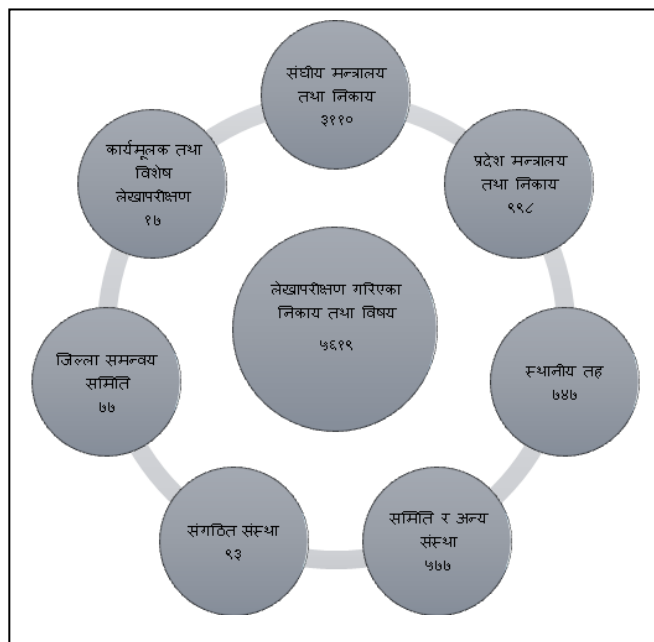 संघीय मन्त्रालय
तथा निकाय
३११०
प्रदेश मन्त्रालय
तथा निकाय
९९८
स्थानीय तह
७४७
समिति र अन्य
संस्था
५७७
संगठित संस्था
९३
जिल्ला समन्वय
समिति
७७
कार्यमूलक तथा
विशेष
लेखापरीक्षण
१७
लेखापरीक्षण गरिएका
निकाय तथा विषय
५६१९